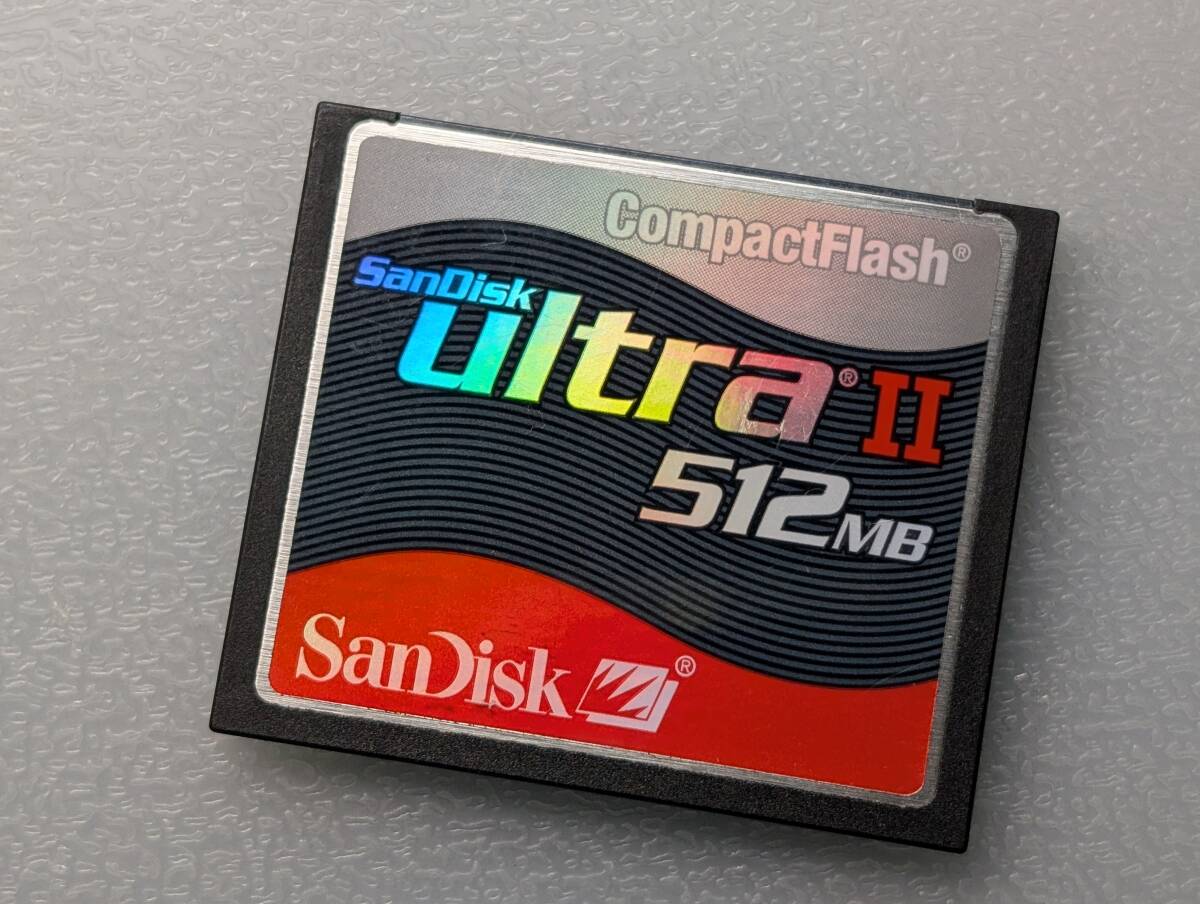 CompactFlash®
SanDisk
ultra® II
512MB
SanDisk®